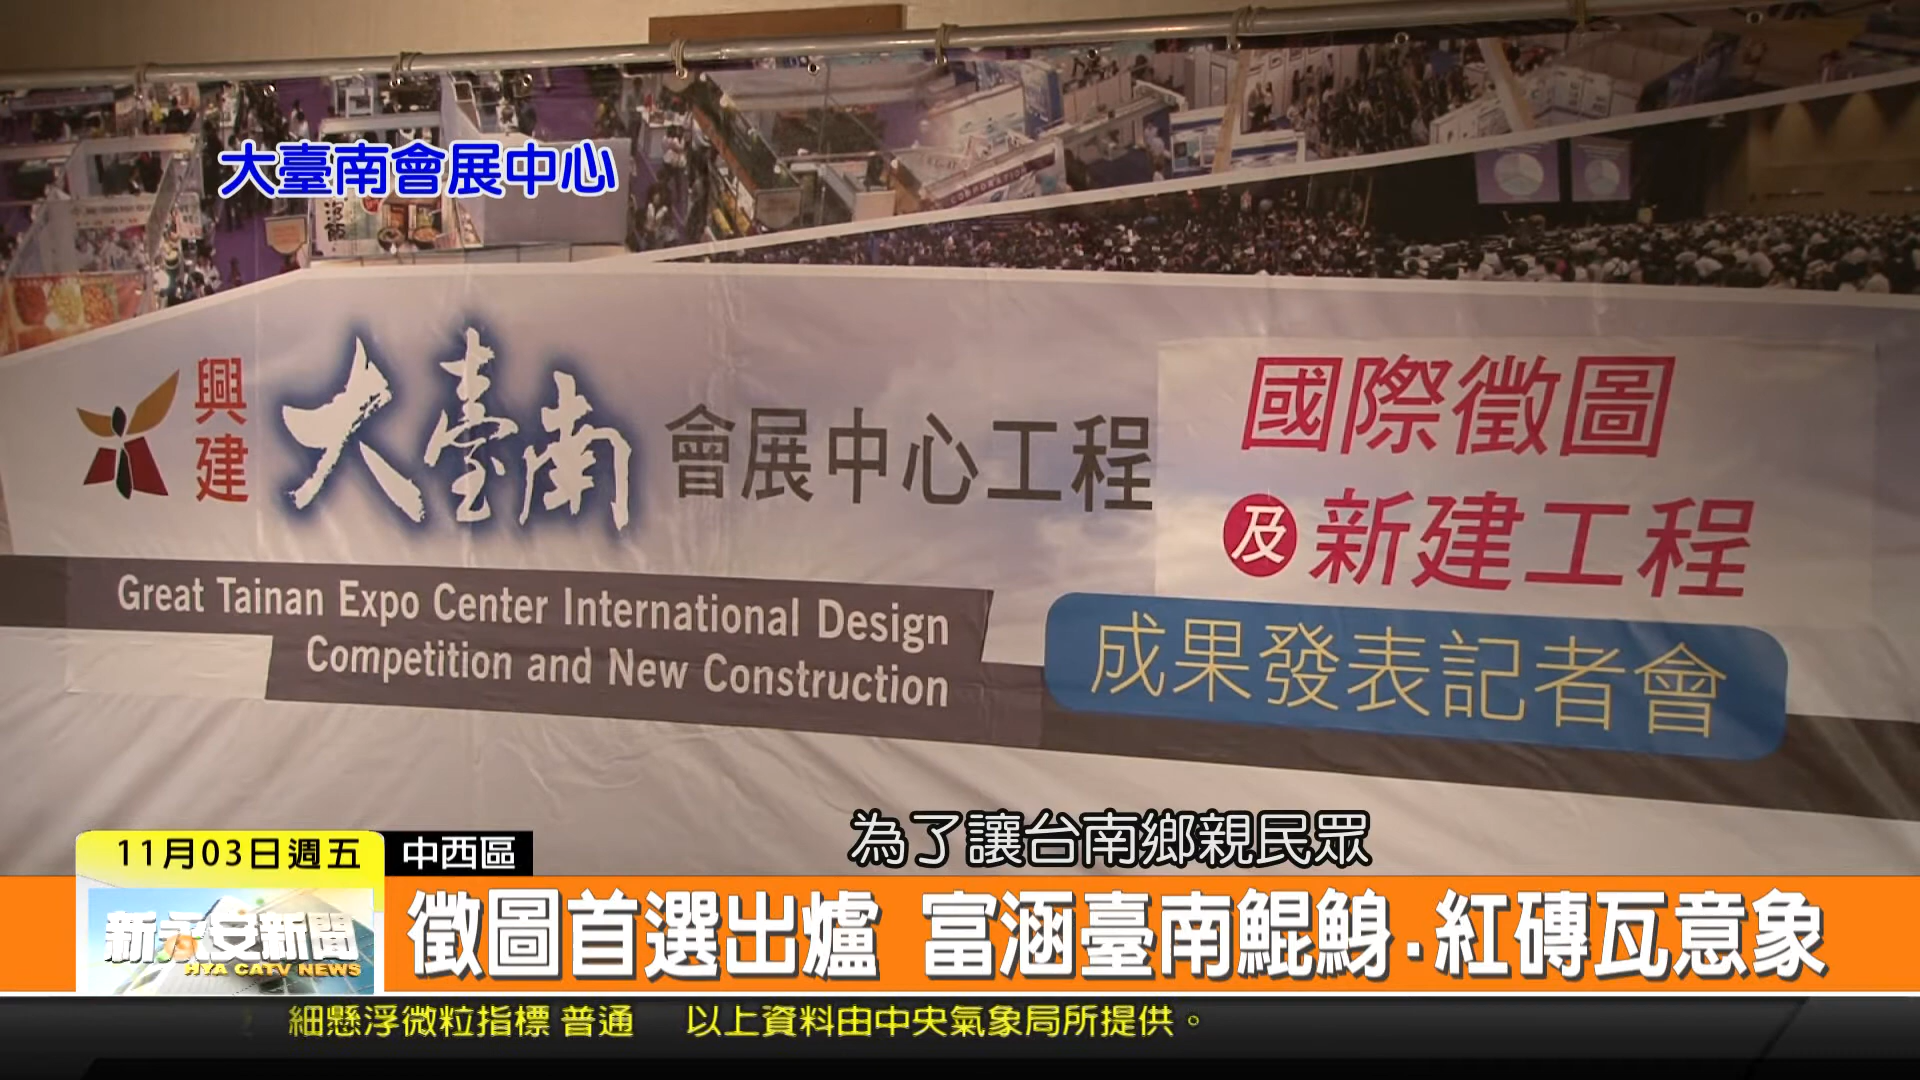 大臺南會展中心
興建
大臺南
會展中心工程
國際徵圖
及新建工程
Great Tainan Expo Center International Design
Competition and New Construction
成果發表記者會
為了讓台南鄉親民眾
11月03日週五
中西區
新永安新聞
HYA CATV NEWS
徵圖首選出爐 富涵臺南鯤鯓.紅磚瓦意象
細懸浮微粒指標 普通 以上資料由中央氣象局所提供。